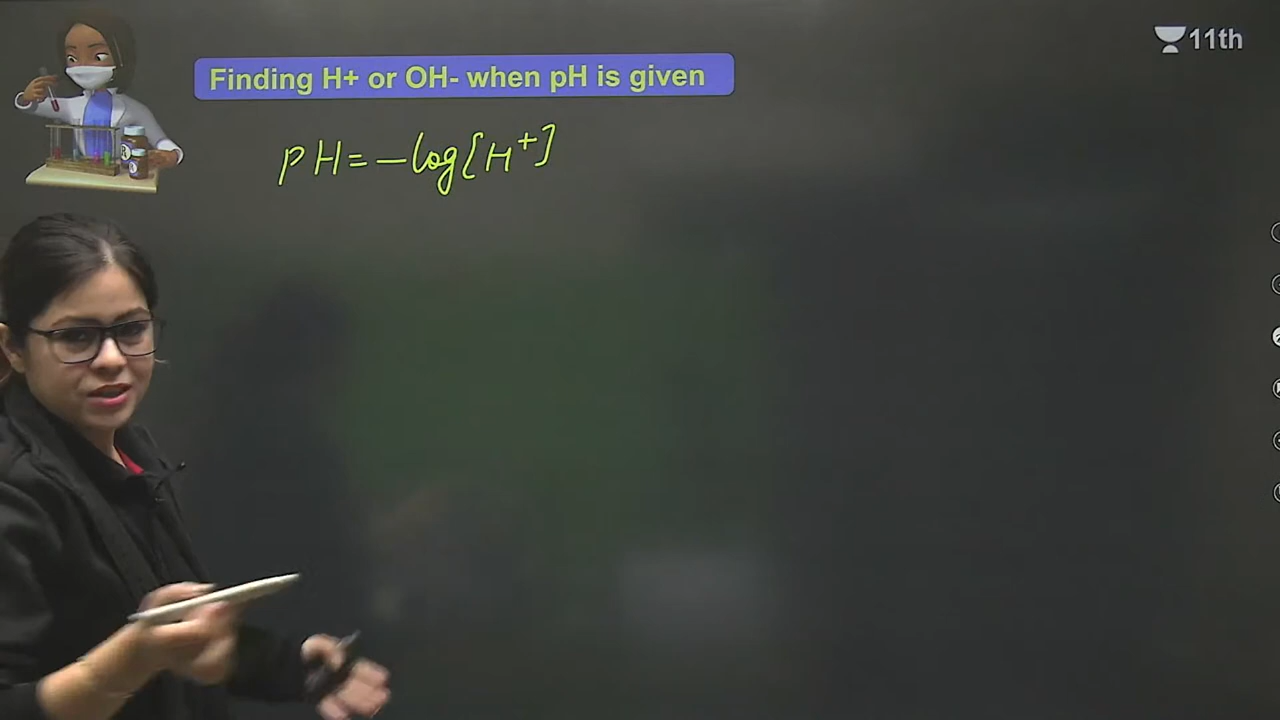 11th
Finding H+ or OH- when pH is given
PH=-log[H+]